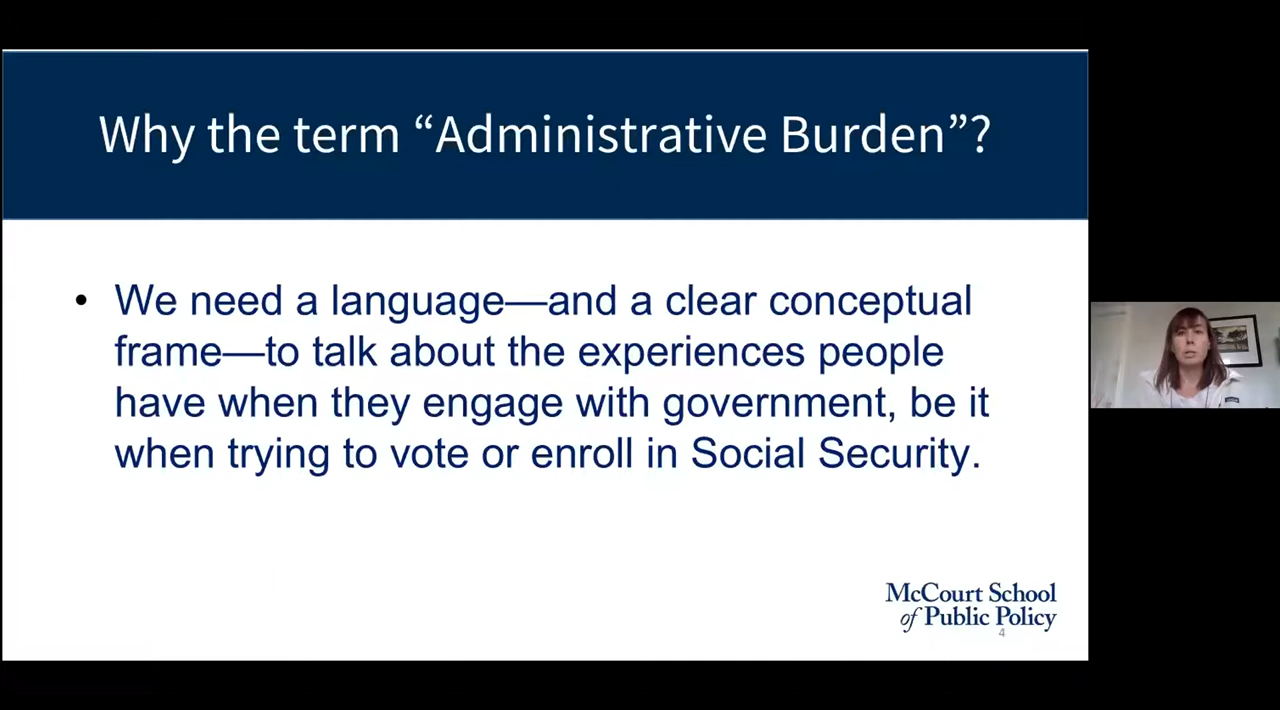 Why the term “Administrative Burden”?
• We need a language—and a clear conceptual
frame—to talk about the experiences people
have when they engage with government, be it
when trying to vote or enroll in Social Security.
McCourt School
of Public Policy
4